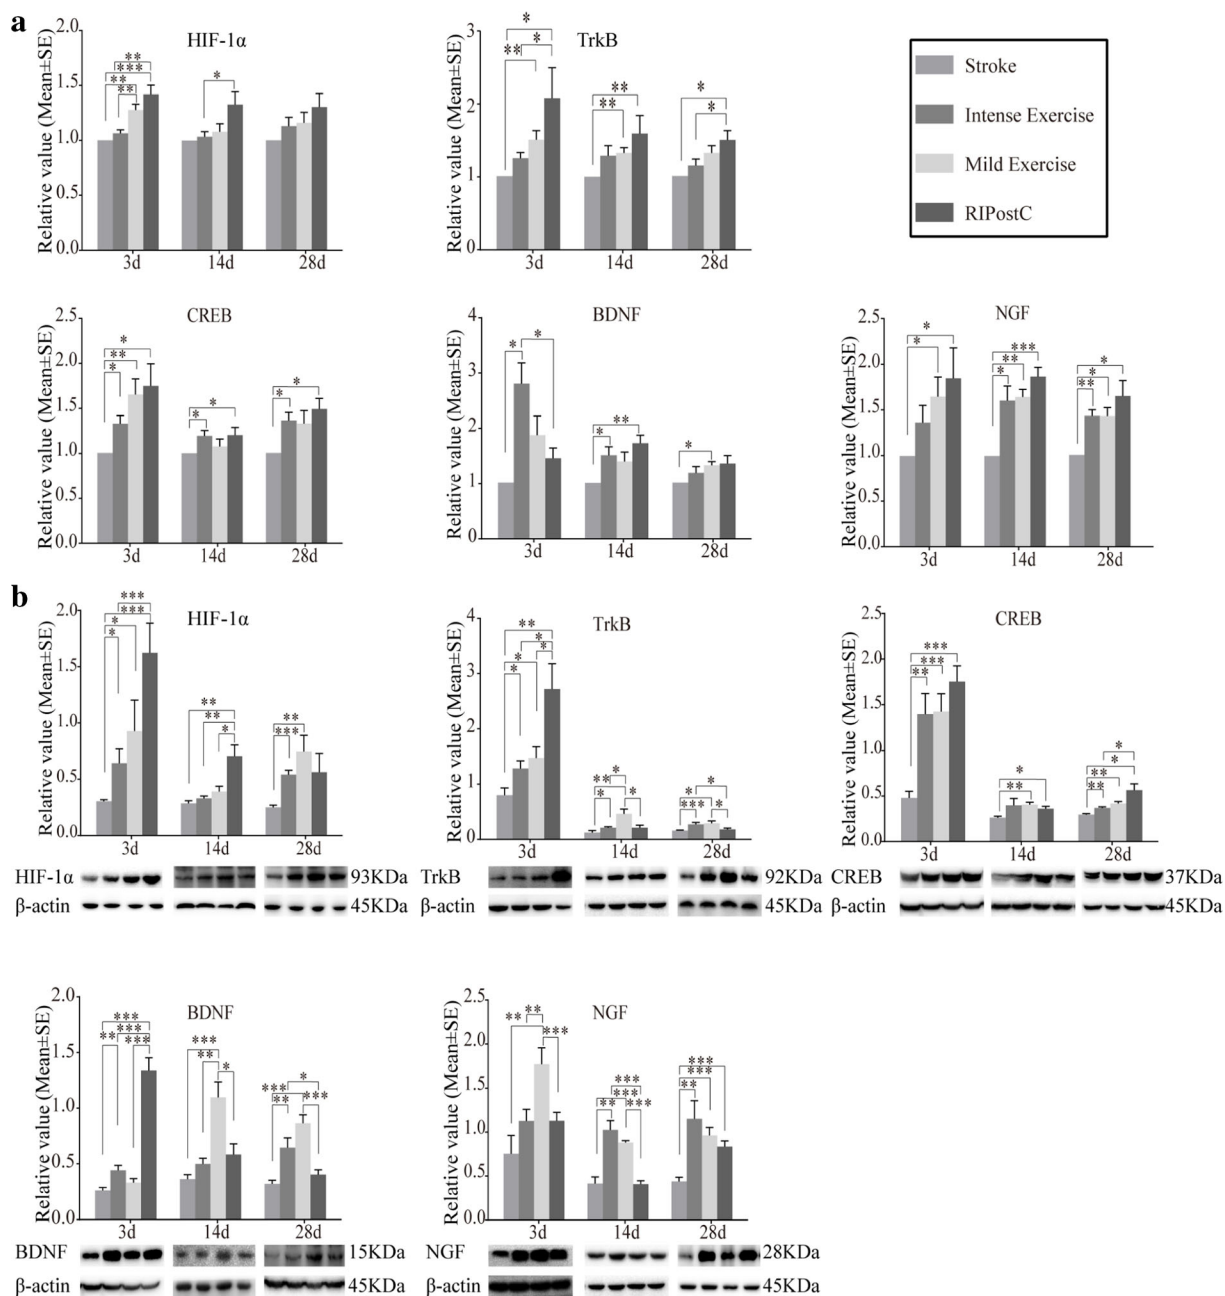 a
HIF-1α
Relative value (Mean±SE)
2.0
1.5
1.0
0.5
0.0
** *** ** **
*
3d 14d 28d
TrkB
Relative value (Mean±SE)
3
2
1
0
* * **
** **
* *
3d 14d 28d
Stroke
Intense Exercise
Mild Exercise
RIPostC
CREB
Relative value (Mean±SE)
2.5
2.0
1.5
1.0
0.5
0.0
* ** *
* *
* *
3d 14d 28d
BDNF
Relative value (Mean±SE)
4
3
2
1
0
* *
* **
*
3d 14d 28d
NGF
Relative value (Mean±SE)
2.5
2.0
1.5
1.0
0.5
0.0
* *
*** ** *
* * **
3d 14d 28d
b
HIF-1α
Relative value (Mean±SE)
2.0
1.5
1.0
0.5
0.0
*** *** * *
** ** *
** ***
3d 14d 28d
HIF-1α 93KDa
β-actin 45KDa
TrkB
Relative value (Mean±SE)
4
3
2
1
0
** * * * *
* ** * *
* * *** *
3d 14d 28d
TrkB 92KDa
β-actin 45KDa
CREB
Relative value (Mean±SE)
2.5
2.0
1.5
1.0
0.5
0.0
*** *** **
* **
* * ** **
3d 14d 28d
CREB 37KDa
β-actin 45KDa
BDNF
Relative value (Mean±SE)
2.0
1.5
1.0
0.5
0.0
*** *** ** ***
*** ** *
* *** *** **
3d 14d 28d
BDNF 15KDa
β-actin 45KDa
NGF
Relative value (Mean±SE)
2.5
2.0
1.5
1.0
0.5
0.0
** ** ***
*** *** ** ***
*** *** **
3d 14d 28d
NGF 28KDa
β-actin 45KDa